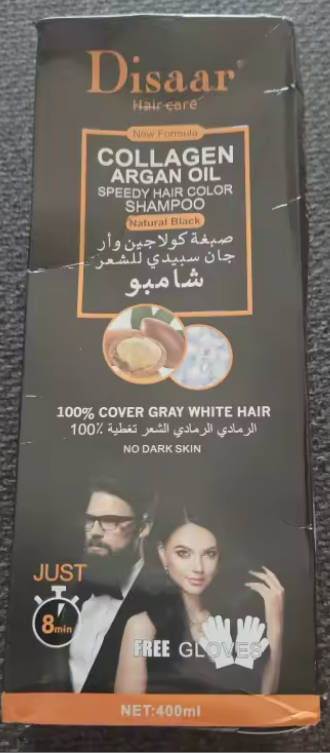 Disaar®
Hair care
New Formula
COLLAGEN
ARGAN OIL
SPEEDY HAIR COLOR
SHAMPOO
Natural Black
صبغة كولاجين وأر
جان سبيدي للشعر
شامبو
100% COVER GRAY WHITE HAIR
الرمادي الرمادي الشعر تغطية 100٪
NO DARK SKIN
JUST
8min
FREE GLOVES
NET:400ml